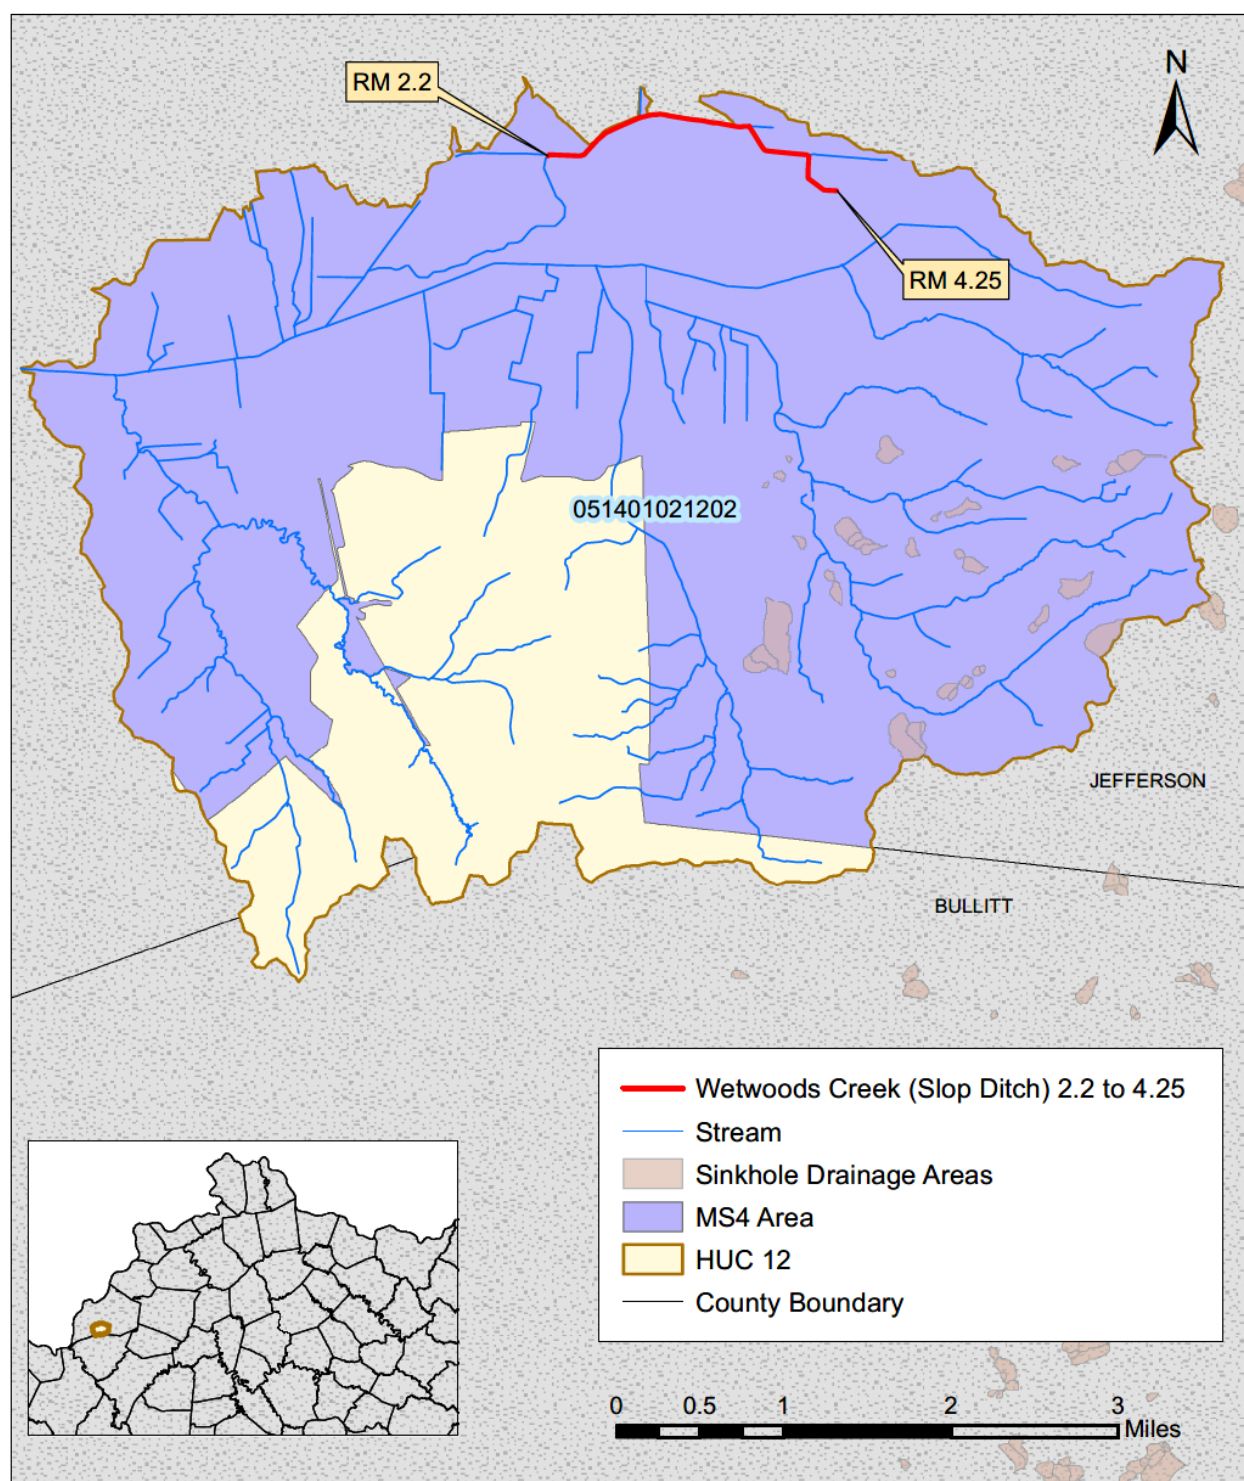 RM 2.2
N
RM 4.25
051401021202
JEFFERSON
BULLITT
Wetwoods Creek (Slop Ditch) 2.2 to 4.25
Stream
Sinkhole Drainage Areas
MS4 Area
HUC 12
County Boundary
0 0.5 1 2 3
Miles